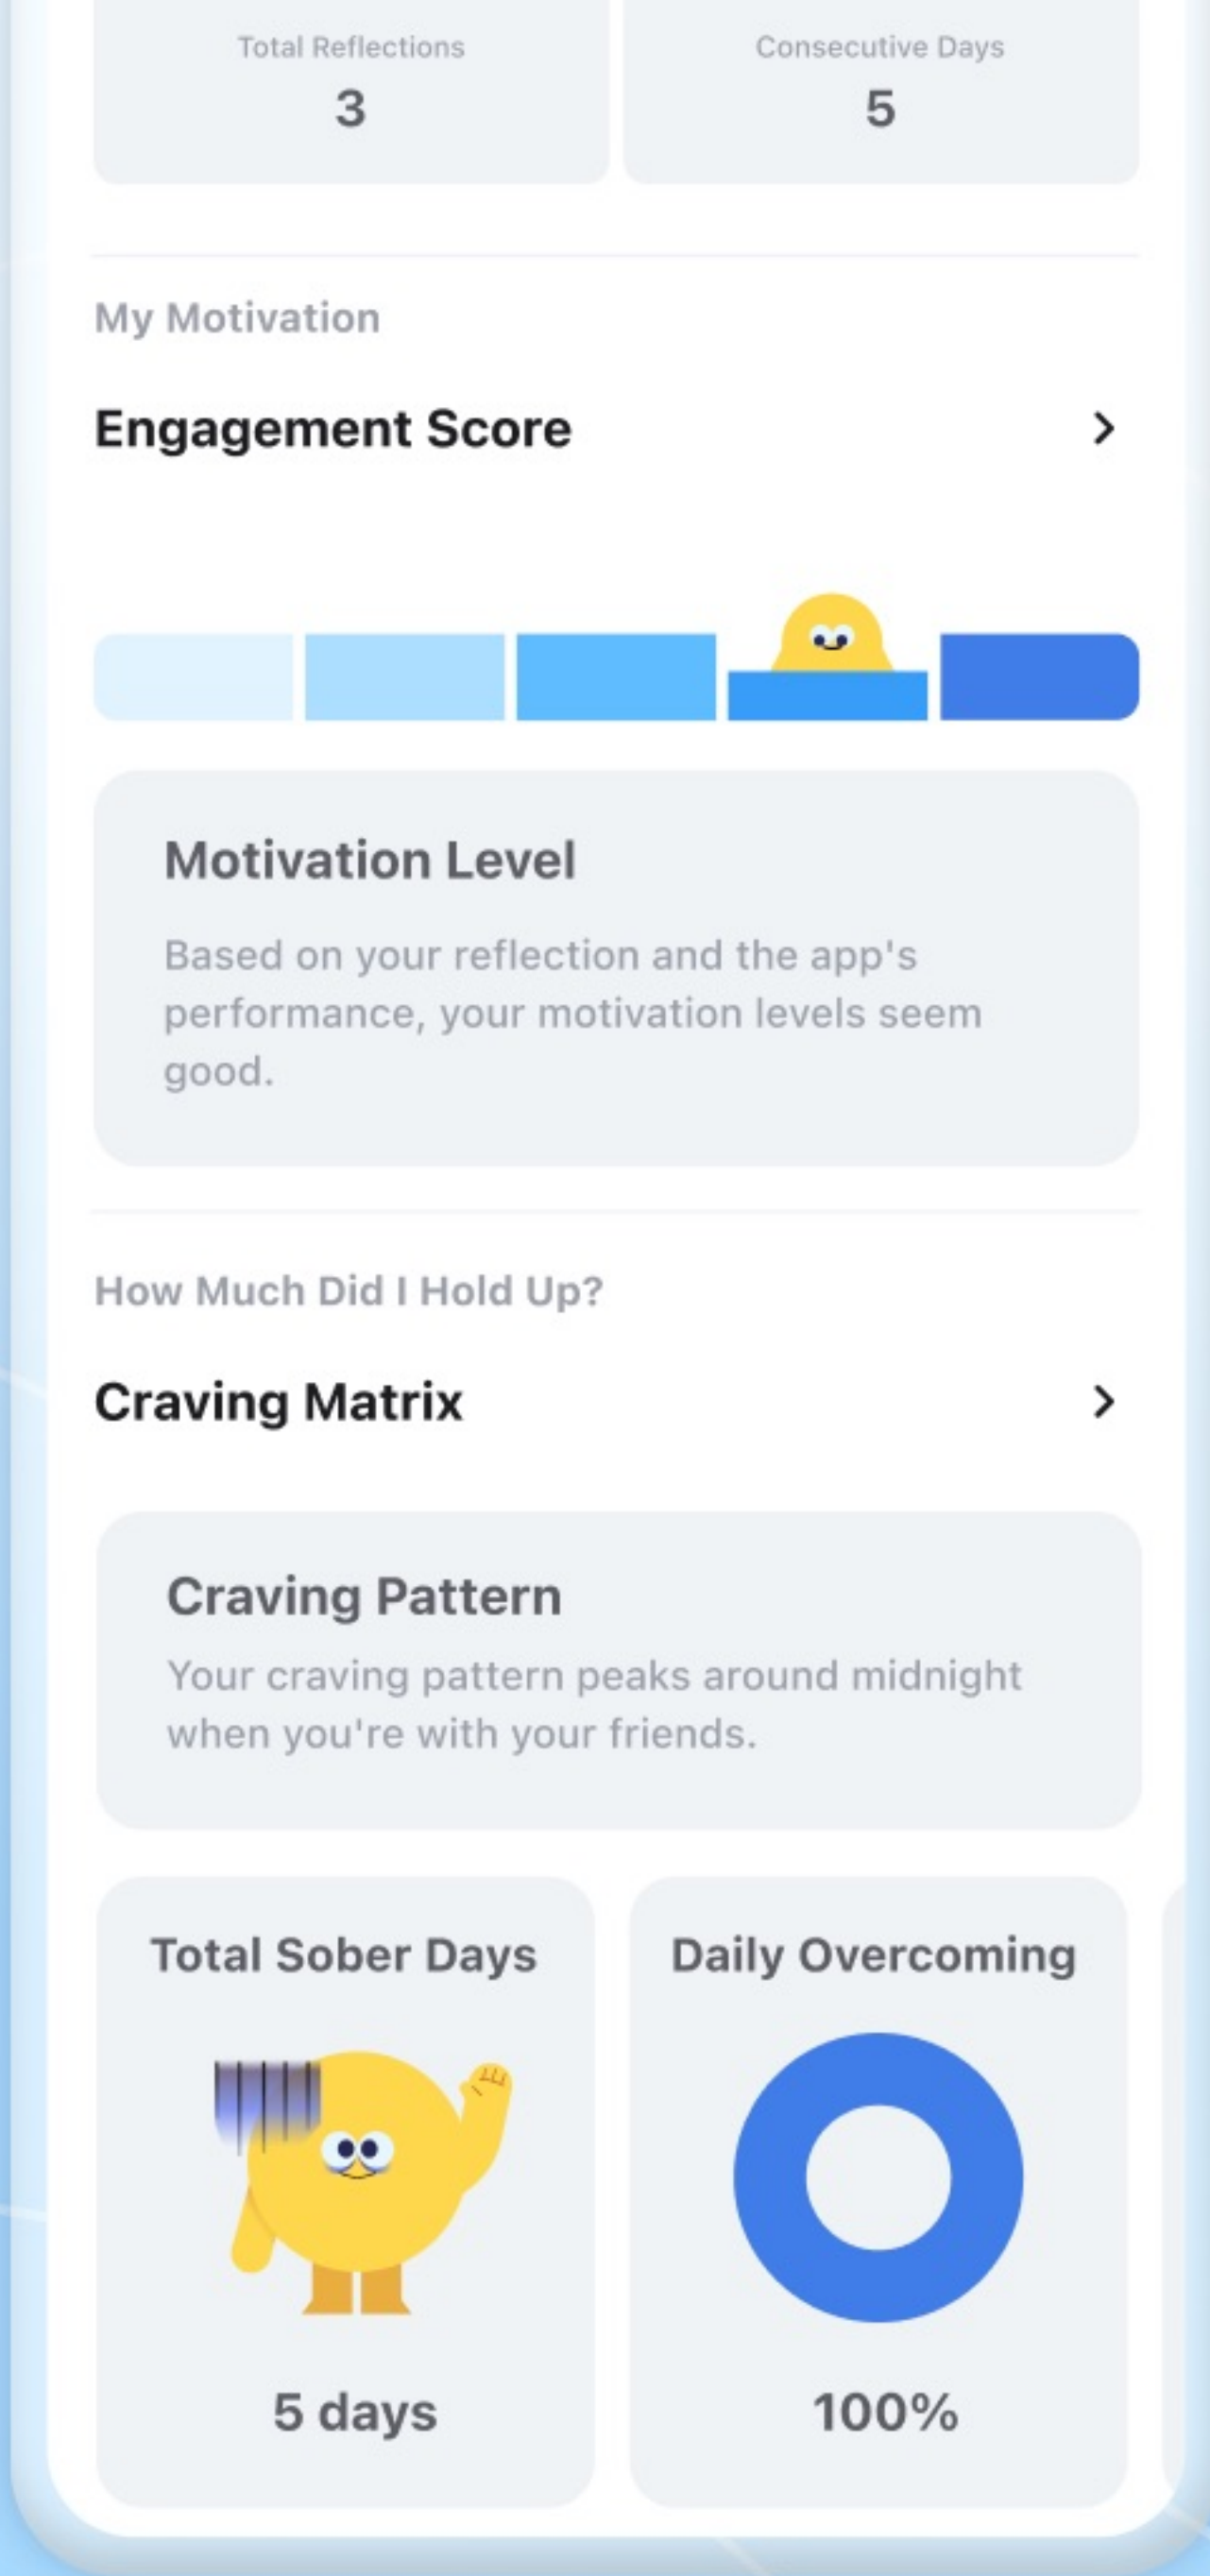 Total Reflections
3
Consecutive Days
5
My Motivation
Engagement Score
Motivation Level
Based on your reflection and the app's
performance, your motivation levels seem
good.
How Much Did I Hold Up?
Craving Matrix
Craving Pattern
Your craving pattern peaks around midnight
when you're with your friends.
Total Sober Days
5 days
Daily Overcoming
100%